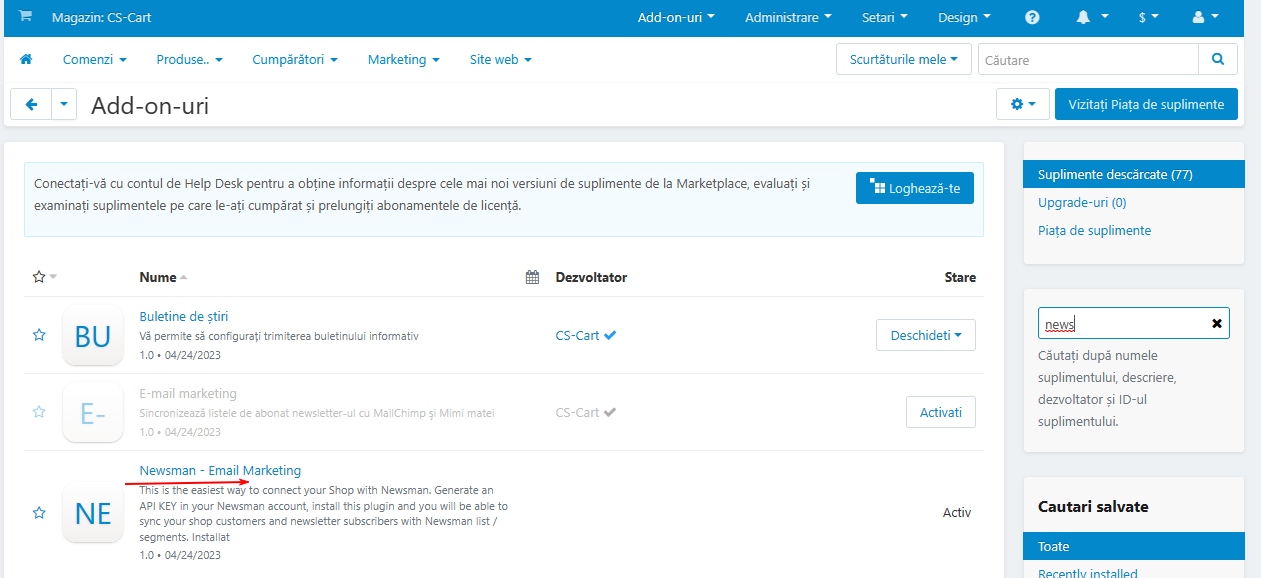 Magazin: CS-Cart
Add-on-uri Administrare Setari Design ? $
Comenzi Produse.. Cumpărători Marketing Site web
Scurtăturile mele Căutare
Add-on-uri
Vizitați Piața de suplimente
Conectați-vă cu contul de Help Desk pentru a obține informații despre cele mai noi versiuni de suplimente de la Marketplace, evaluați și
examinați suplimentele pe care le-ați cumpărat și prelungiți abonamentele de licență.
Loghează-te
Nume Dezvoltator Stare
BU
Buletine de știri
Vă permite să configurați trimiterea buletinului informativ
1.0 • 04/24/2023
CS-Cart
Deschideti
E-
E-mail marketing
Sincronizează listele de abonat newsletter-ul cu MailChimp şi Mimi matei
1.0 • 04/24/2023
CS-Cart
Activati
NE
Newsman - Email Marketing
This is the easiest way to connect your Shop with Newsman. Generate an
API KEY in your Newsman account, install this plugin and you will be able to
sync your shop customers and newsletter subscribers with Newsman list /
segments. Installat
1.0 • 04/24/2023
Activ
Suplimente descărcate (77)
Upgrade-uri (0)
Piața de suplimente
news
Căutați după numele
suplimentului, descriere,
dezvoltator și ID-ul
suplimentului.
Cautari salvate
Toate
Recently installed